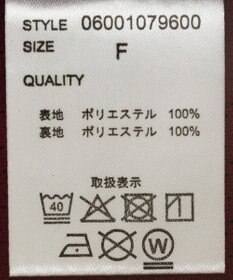 STYLE 06001079600
SIZE F
QUALITY
表地 ポリエステル 100%
裏地 ポリエステル 100%
取扱表示
40
W